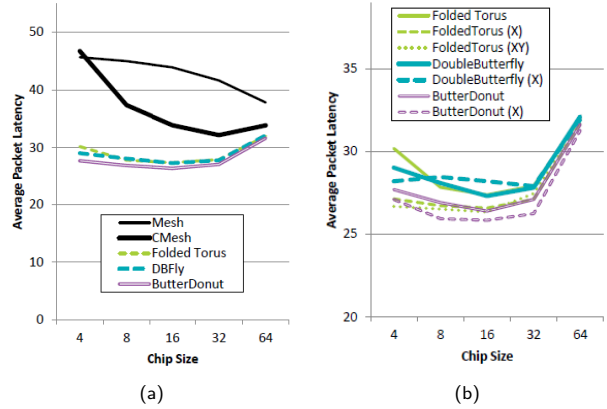 50
40
30
20
10
0
Average Packet Latency
Mesh
CMesh
Folded Torus
DBFly
ButterDonut
4 8 16 32 64
Chip Size
(a)
35
30
25
20
Average Packet Latency
Folded Torus
FoldedTorus (X)
FoldedTorus (XY)
DoubleButterfly
DoubleButterfly (X)
ButterDonut
ButterDonut (X)
4 8 16 32 64
Chip Size
(b)